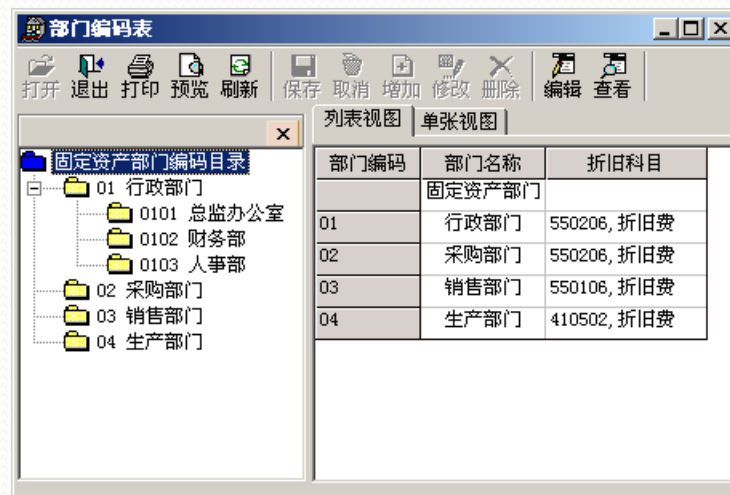 部门编码表
打开 退出 打印 预览 刷新 保存 取消 增加 修改 删除 编辑 查看
列表视图 单张视图
固定资产部门编码目录
01 行政部门
0101 总监办公室
0102 财务部
0103 人事部
02 采购部门
03 销售部门
04 生产部门
部门编码 部门名称 折旧科目
固定资产部门
01 行政部门 550206, 折旧费
02 采购部门 550206, 折旧费
03 销售部门 550106, 折旧费
04 生产部门 410502, 折旧费